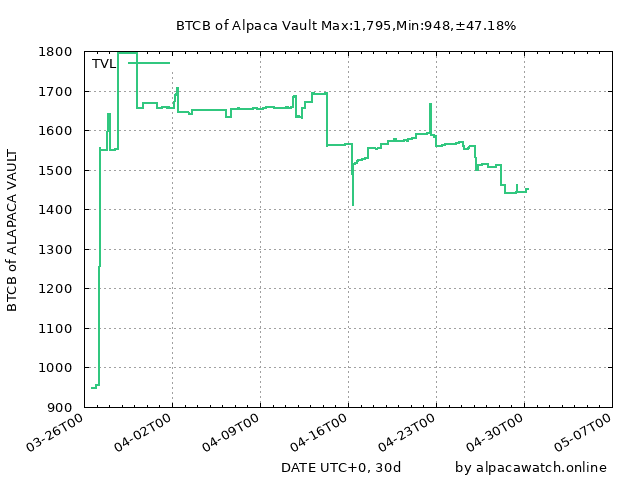 BTCB of Alpaca Vault Max:1,795,Min:948,±47.18%
TVL
BTCB of ALAPACA VAULT
1800
1700
1600
1500
1400
1300
1200
1100
1000
900
03-26T00
04-02T00
04-09T00
04-16T00
04-23T00
04-30T00
05-07T00
DATE UTC+0, 30d
by alpacawatch.online